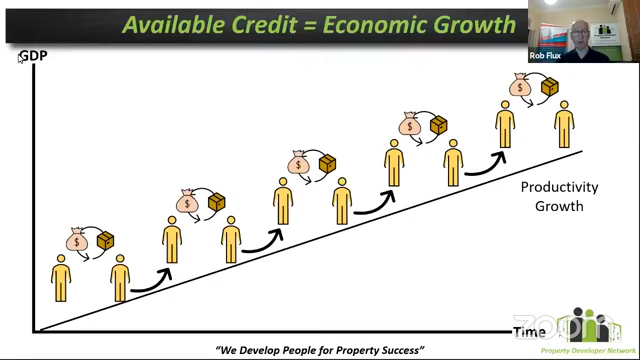 Available Credit = Economic Growth
Rob Flux
GDP
$
$
$
$
$
Productivity
Growth
zoom
Time
Property Developer Network
"We Develop People for Property Success"